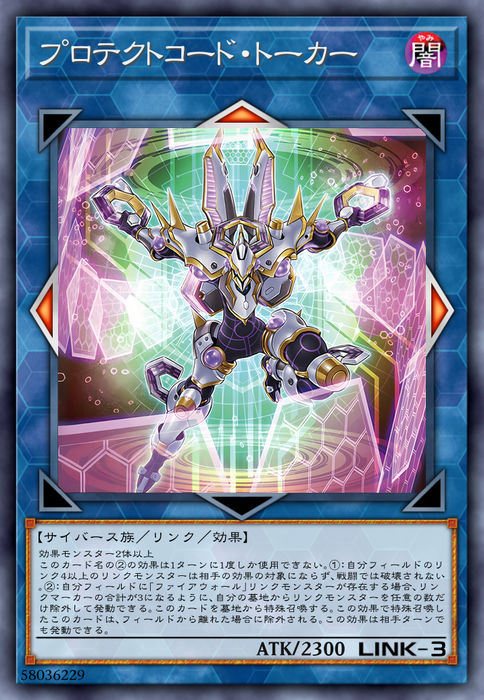 プロテクトコード・トーカー
やみ
闇
【サイバース族／リンク／効果】
効果モンスター2体以上
このカード名の②の効果は1ターンに1度しか使用できない。①：自分フィールドのリ
ンク4以上のリンクモンスターは相手の効果の対象にならず、戦闘では破壊されない。
②：自分フィールドに「ファイアウォール」リンクモンスターが存在する場合、リン
クマーカーの合計が3になるように、自分の墓地からリンクモンスターを任意の数だ
け除外して発動できる。このカードを墓地から特殊召喚する。この効果で特殊召喚し
たこのカードは、フィールドから離れた場合に除外される。この効果は相手ターンで
も発動できる。
ATK/2300 LINK-3
58036229